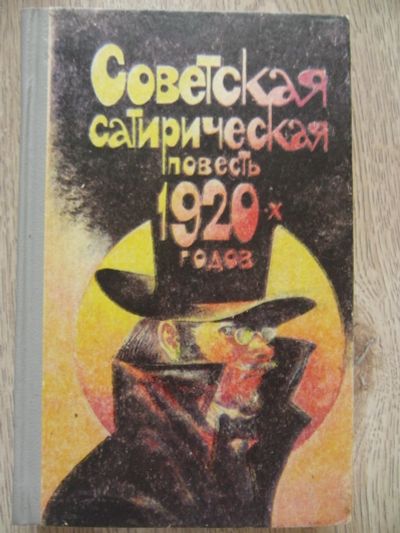 Советская
сатирическая
повесть
1920-х
годов